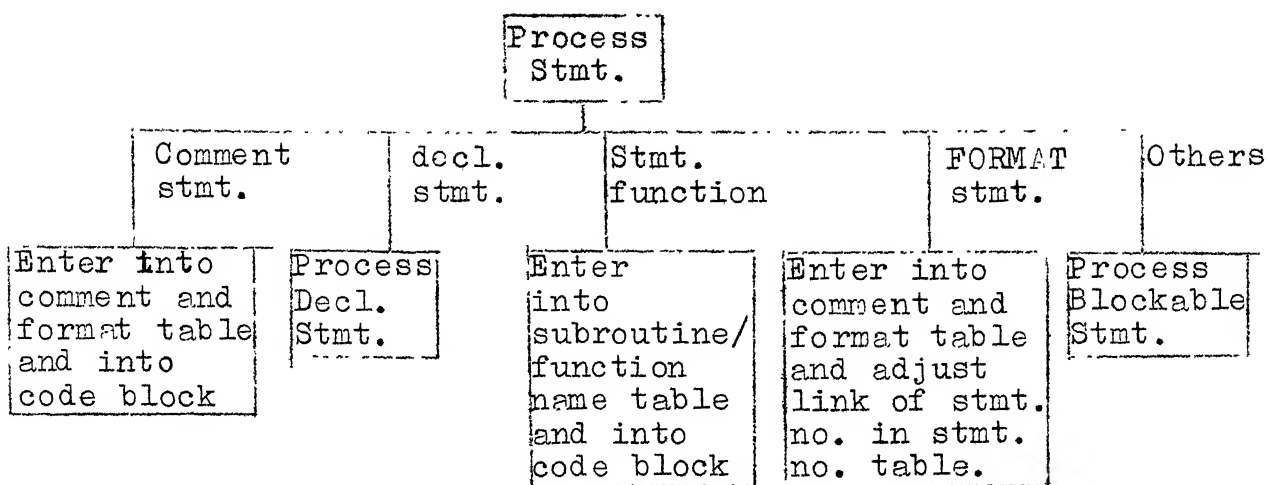 Process
Stmt.
Comment
stmt.
decl.
stmt.
Stmt.
function
FORMAT
stmt.
Others
Enter into
comment and
format table
and into
code block
Process
Decl.
Stmt.
Enter
into
subroutine/
function
name table
and into
code block
Enter into
comment and
format table
and adjust
link of stmt.
no. in stmt.
no. table.
Process
Blockable
Stmt.